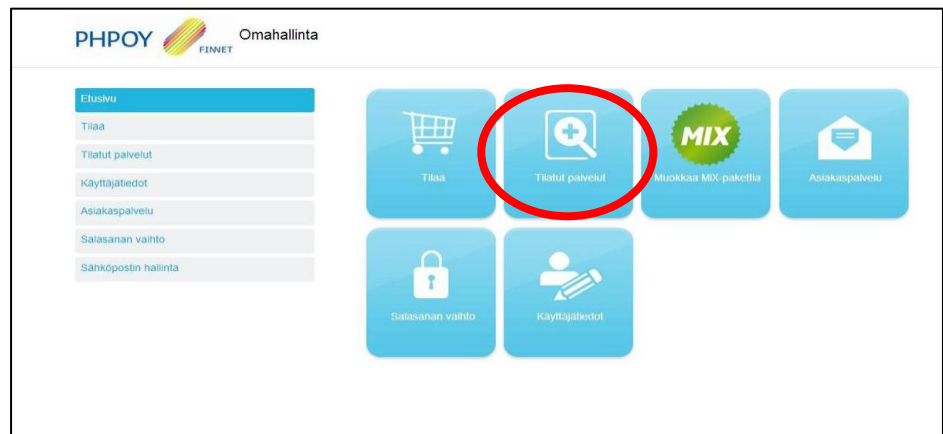 PHPOY FINNET Omahallinta
Etusivu
Tilaa
Tilatut palvelut
Käyttäjätiedot
Asiakaspalvelu
Salasanan vaihto
Sähköpostin hallinta
Tilaa
Tilatut palvelut
MIX
Muokkaa MIX-pakettia
Asiakaspalvelu
Salasanan vaihto
Käyttäjätiedot